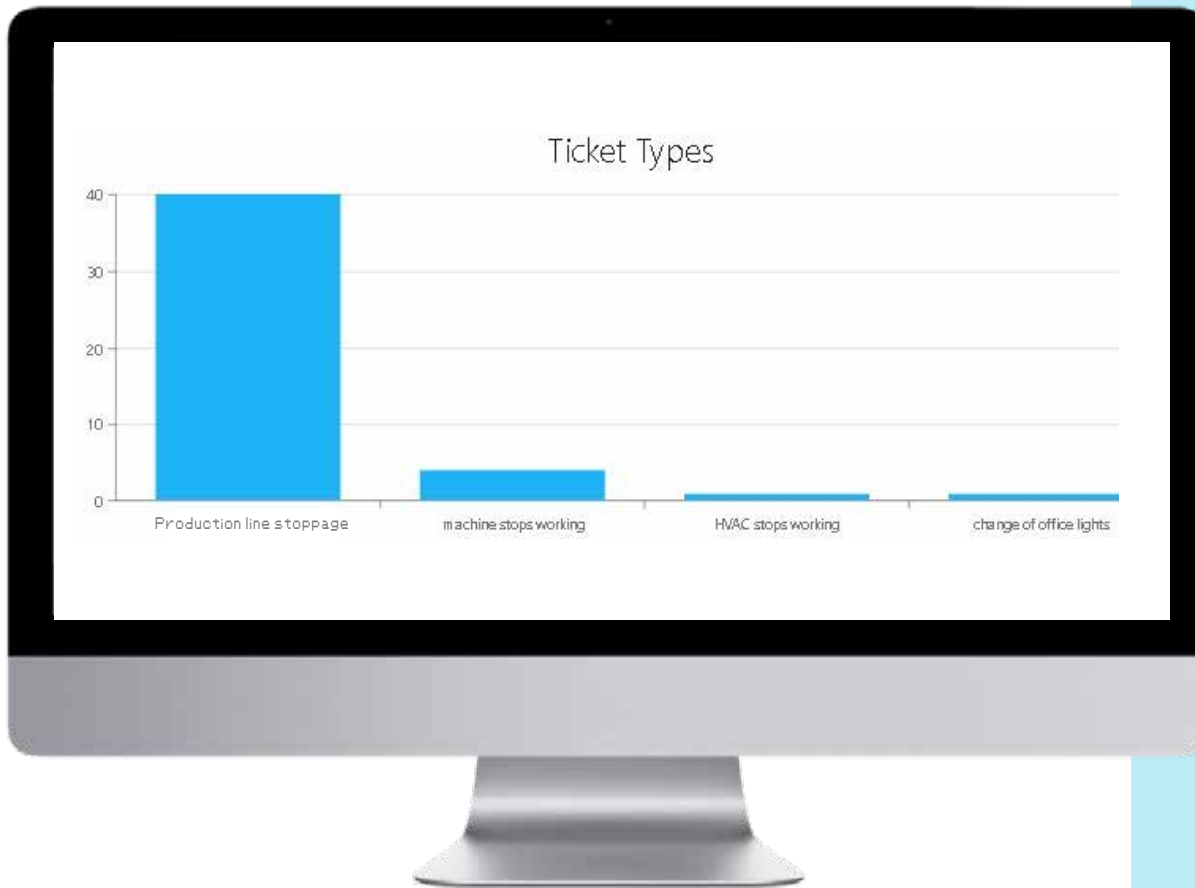 Ticket Types
40
30
20
10
0
Production line stoppage
machine stops working
HVAC stops working
change of office lights